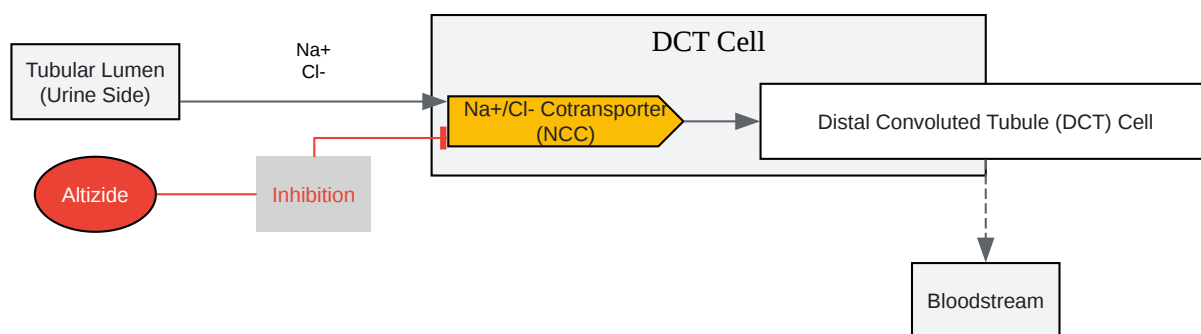 DCT Cell
Na+
Cl-
Tubular Lumen
(Urine Side)
Na+/Cl- Cotransporter
(NCC)
Distal Convoluted Tubule (DCT) Cell
Altizide
Inhibition
Bloodstream